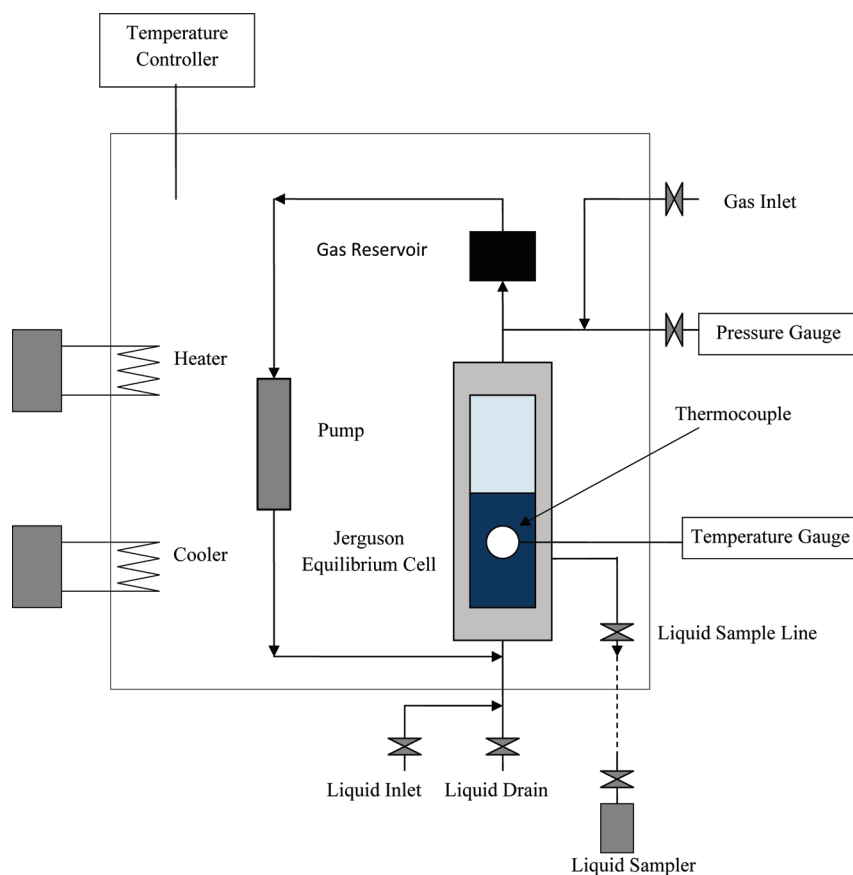 Temperature
Controller
Gas Inlet
Gas Reservoir
Pressure Gauge
Heater
Thermocouple
Pump
Jerguson
Equilibrium Cell
Temperature Gauge
Cooler
Liquid Sample Line
Liquid Inlet
Liquid Drain
Liquid Sampler